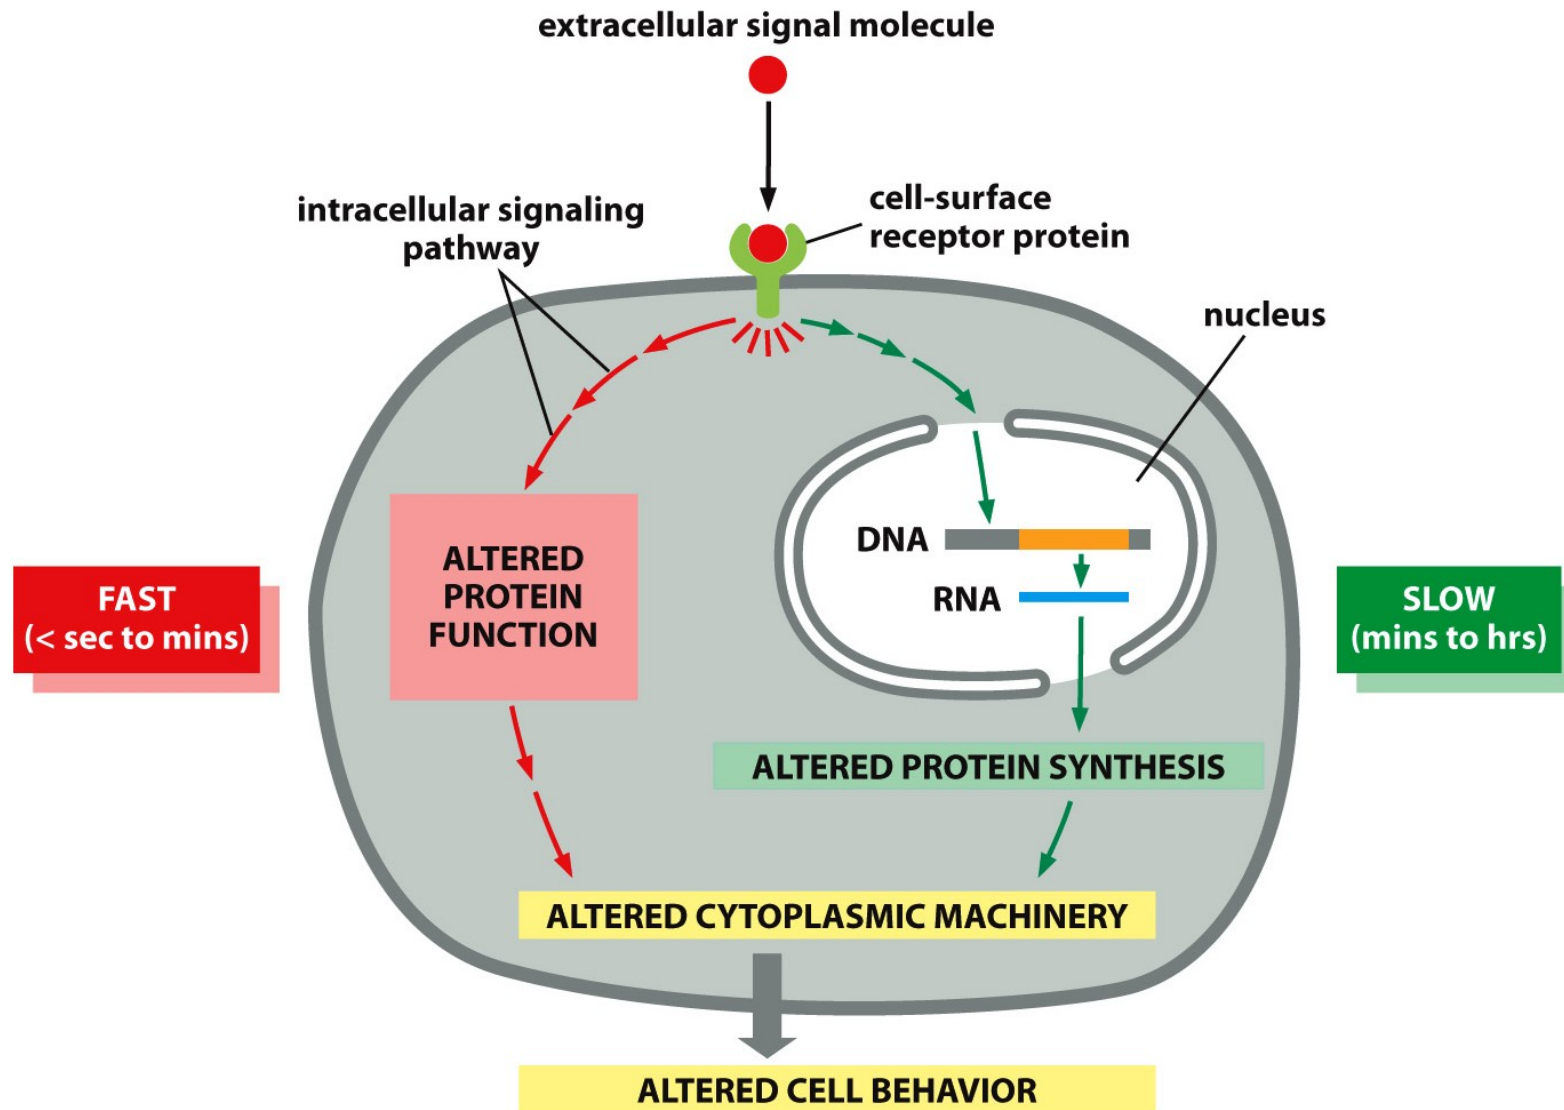 extracellular signal molecule
intracellular signaling
pathway
cell-surface
receptor protein
nucleus
DNA
RNA
ALTERED
PROTEIN
FUNCTION
FAST
(< sec to mins)
SLOW
(mins to hrs)
ALTERED PROTEIN SYNTHESIS
ALTERED CYTOPLASMIC MACHINERY
ALTERED CELL BEHAVIOR